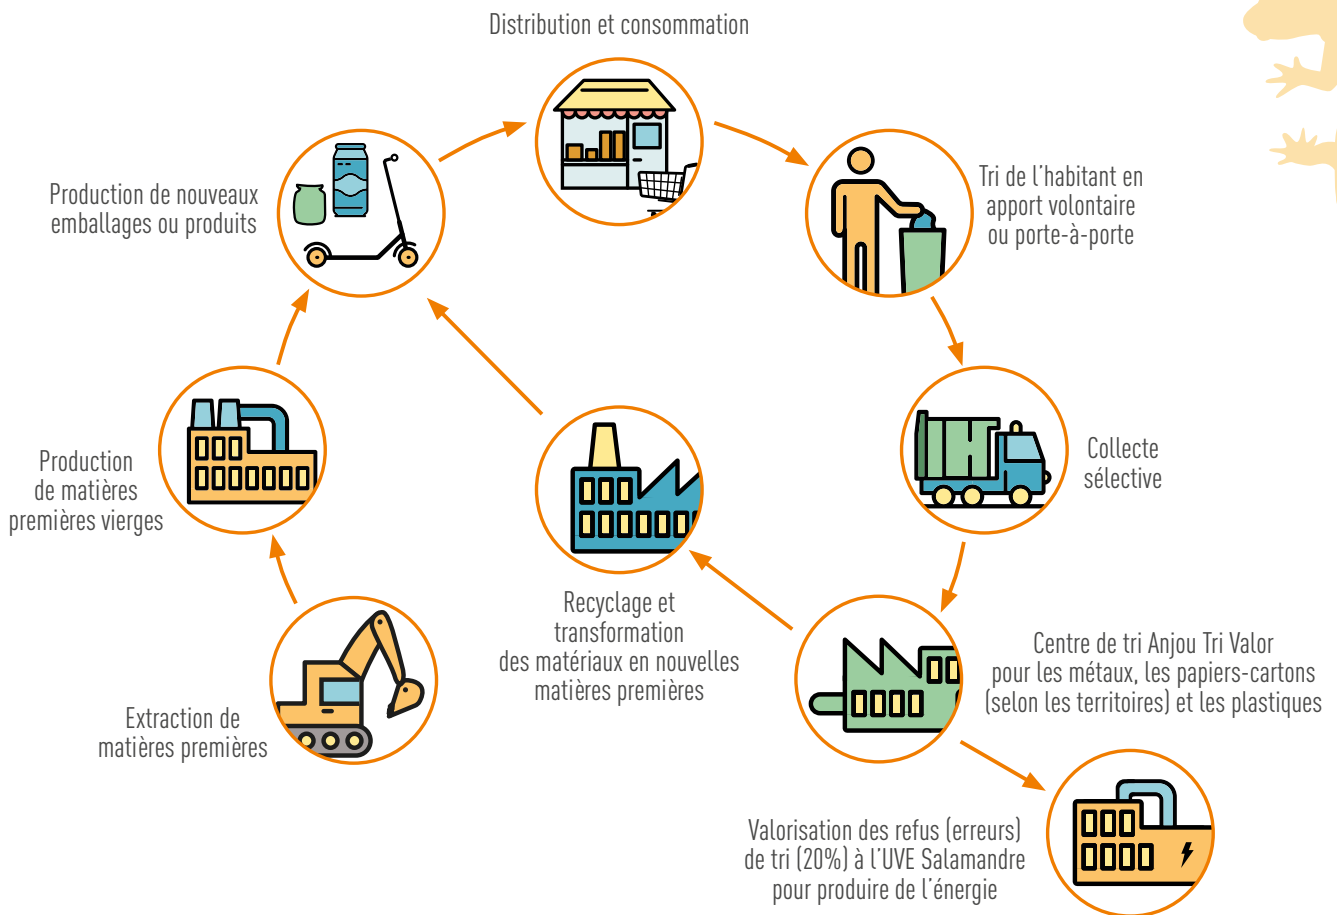 Distribution et consommation
Production de nouveaux
emballages ou produits
Tri de l'habitant en
apport volontaire
ou porte-à-porte
Production
de matières
premières vierges
Collecte
sélective
Recyclage et
transformation
des matériaux en nouvelles
matières premières
Centre de tri Anjou Tri Valor
pour les métaux, les papiers-cartons
(selon les territoires) et les plastiques
Extraction de
matières premières
Valorisation des refus (erreurs)
de tri (20%) à l'UVE Salamandre
pour produire de l'énergie